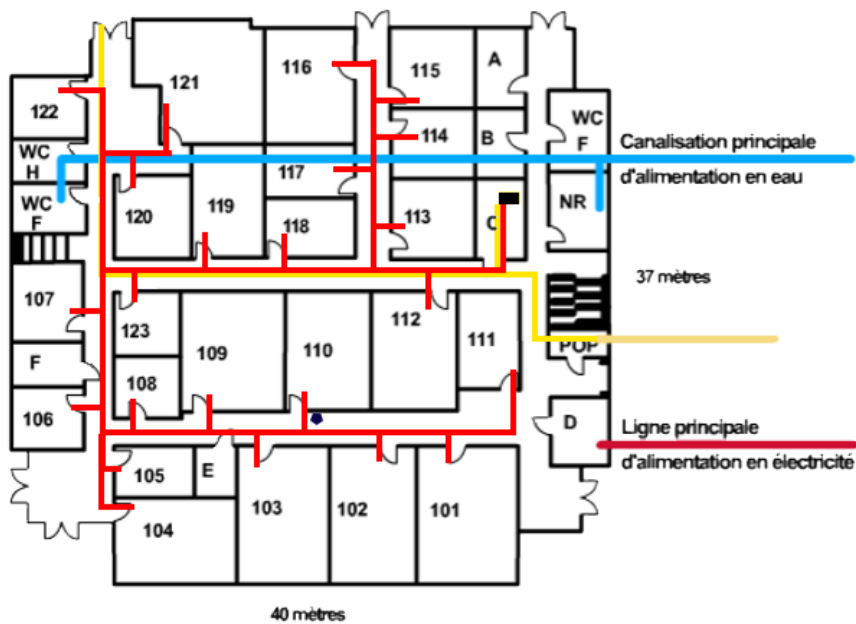 116
115
A
121
122
WC
F
Canalisation principale
114
B
WC
H
117
d'alimentation en eau
WC
F
120
119
118
113
C
NR
107
37 mètres
123
112
109
110
111
POP
F
108
106
D
Ligne principale
d'alimentation en électricité
105
E
103
102
101
104
40 mètres